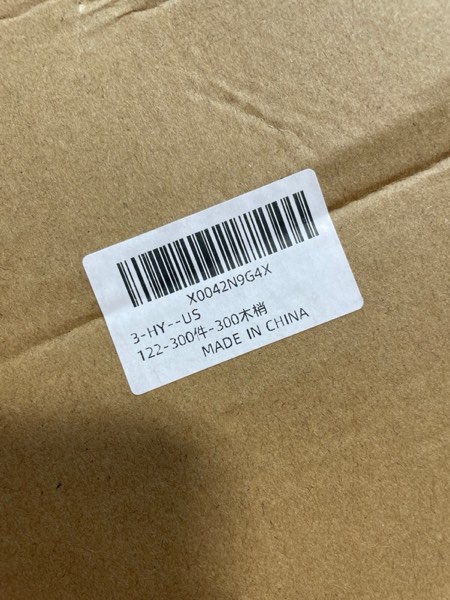 X0042N9G4X
3-HY--US
122-300件-300木梢
MADE IN CHINA